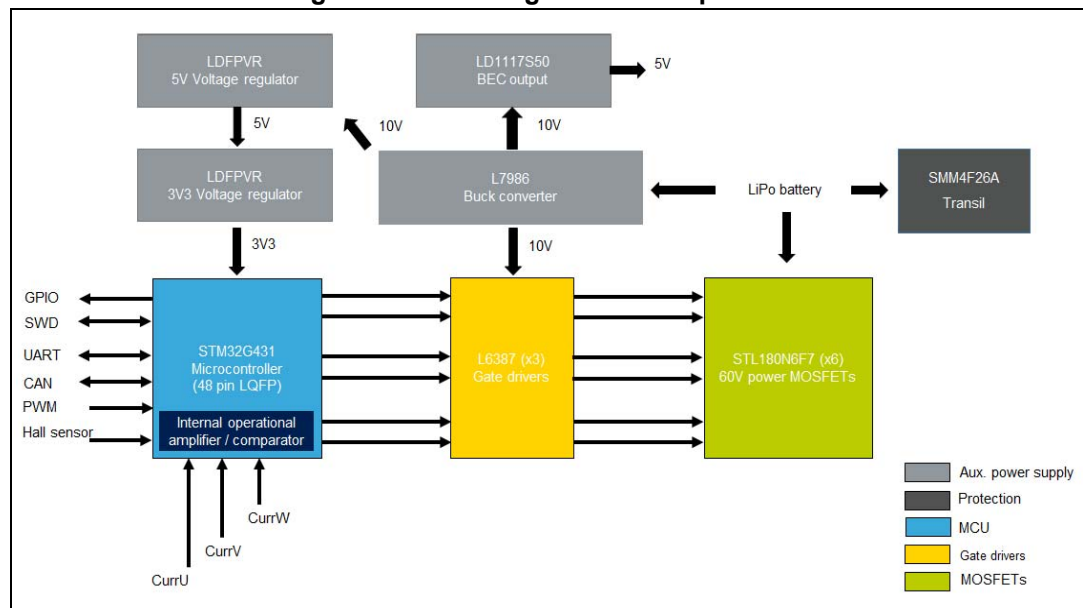 LDFPVR
5V Voltage regulator
LD1117S50
BEC output
5V
5V
10V
10V
LDFPVR
3V3 Voltage regulator
L7986
Buck converter
LiPo battery
SMM4F26A
Transil
3V3
10V
GPIO
SWD
UART
CAN
PWM
Hall sensor
STM32G431
Microcontroller
(48 pin LQFP)
Internal operational
amplifier / comparator
L6387 (x3)
Gate drivers
STL180N6F7 (x6)
60V power MOSFETs
CurrW
CurrV
CurrU
Aux. power supply
Protection
MCU
Gate drivers
MOSFETs